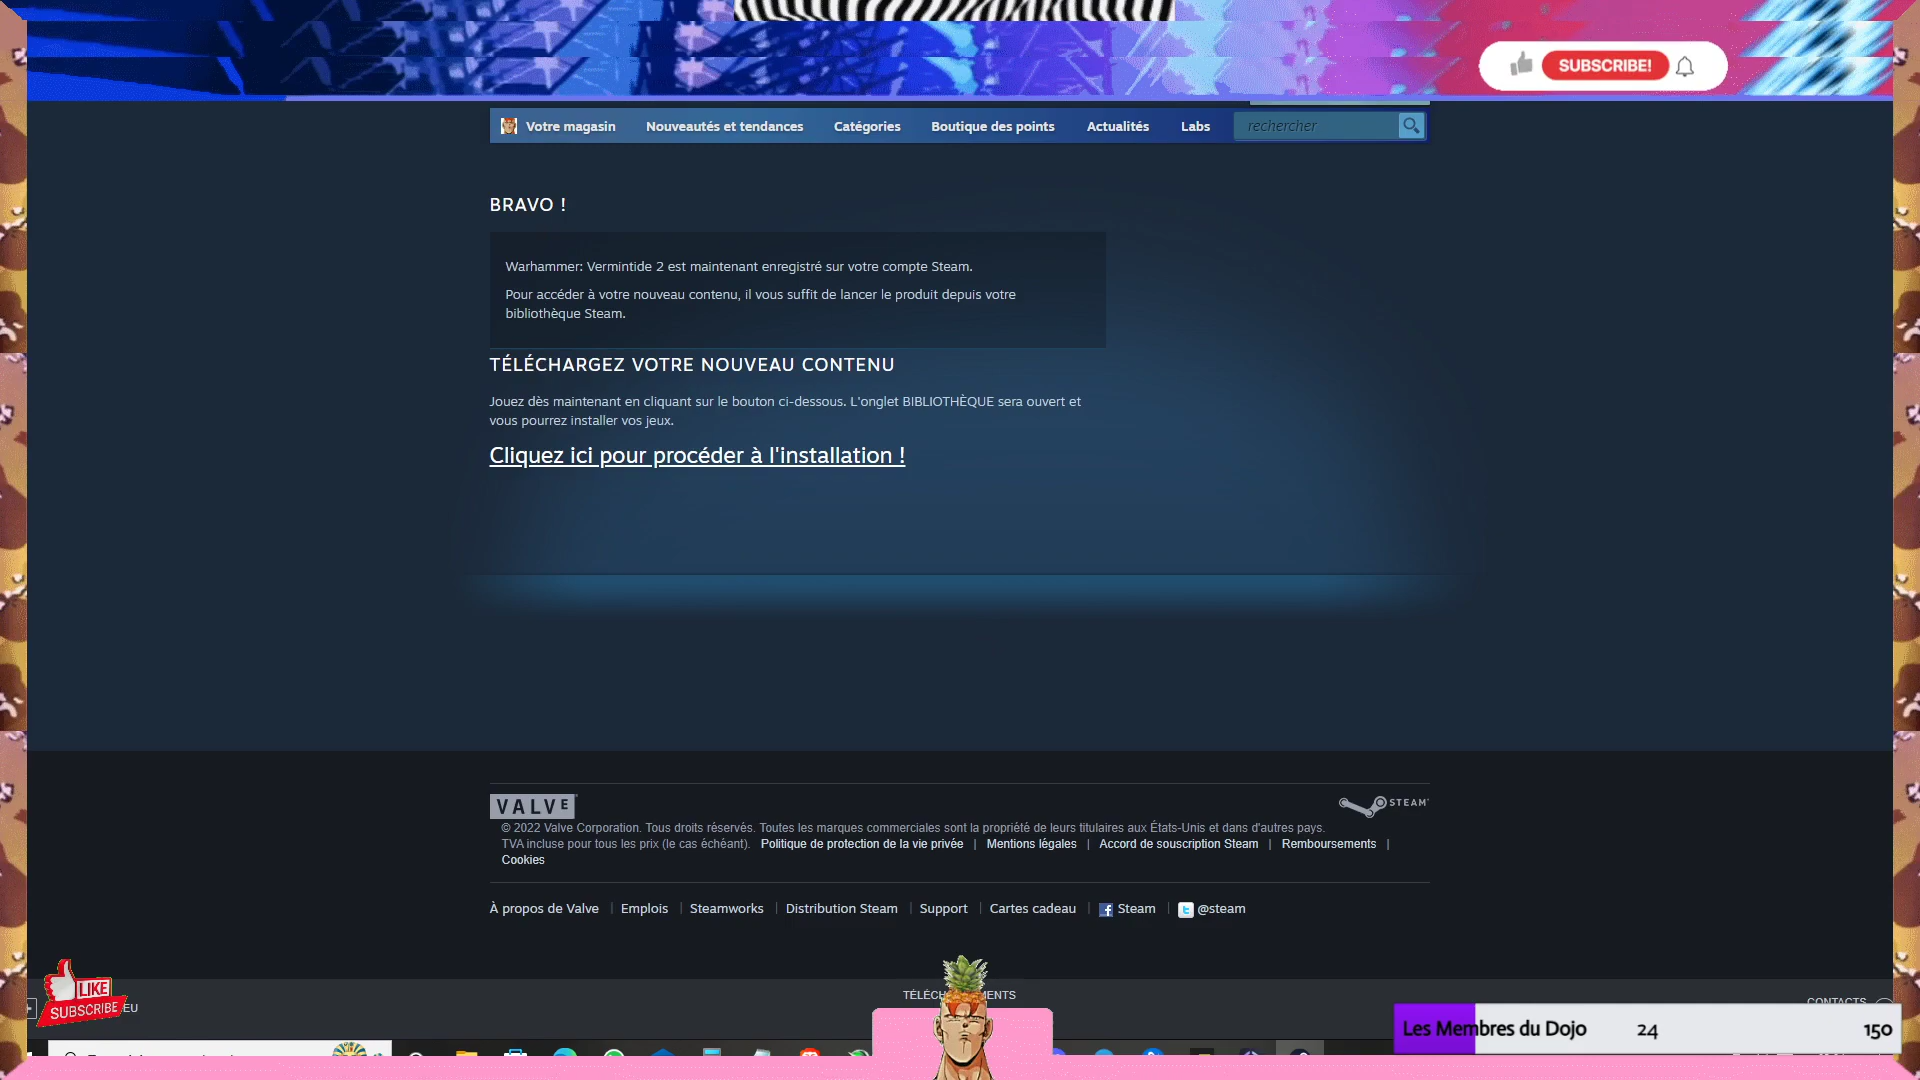 SUBSCRIBE!
Votre magasin Nouveautés et tendances Catégories Boutique des points Actualités Labs rechercher
BRAVO !
Warhammer: Vermintide 2 est maintenant enregistré sur votre compte Steam.
Pour accéder à votre nouveau contenu, il vous suffit de lancer le produit depuis votre
bibliothèque Steam.
TÉLÉCHARGEZ VOTRE NOUVEAU CONTENU
Jouez dès maintenant en cliquant sur le bouton ci-dessous. L'onglet BIBLIOTHÈQUE sera ouvert et
vous pourrez installer vos jeux.
Cliquez ici pour procéder à l'installation !
VALVE STEAM
© 2022 Valve Corporation. Tous droits réservés. Toutes les marques commerciales sont la propriété de leurs titulaires aux États-Unis et dans d'autres pays.
TVA incluse pour tous les prix (le cas échéant). Politique de protection de la vie privée | Mentions légales | Accord de souscription Steam | Remboursements |
Cookies
À propos de Valve | Emplois | Steamworks | Distribution Steam | Support | Cartes cadeau | Steam | @steam
LIKE
SUBSCRIBE
CONTACTS
Les Membres du Dojo 24 150